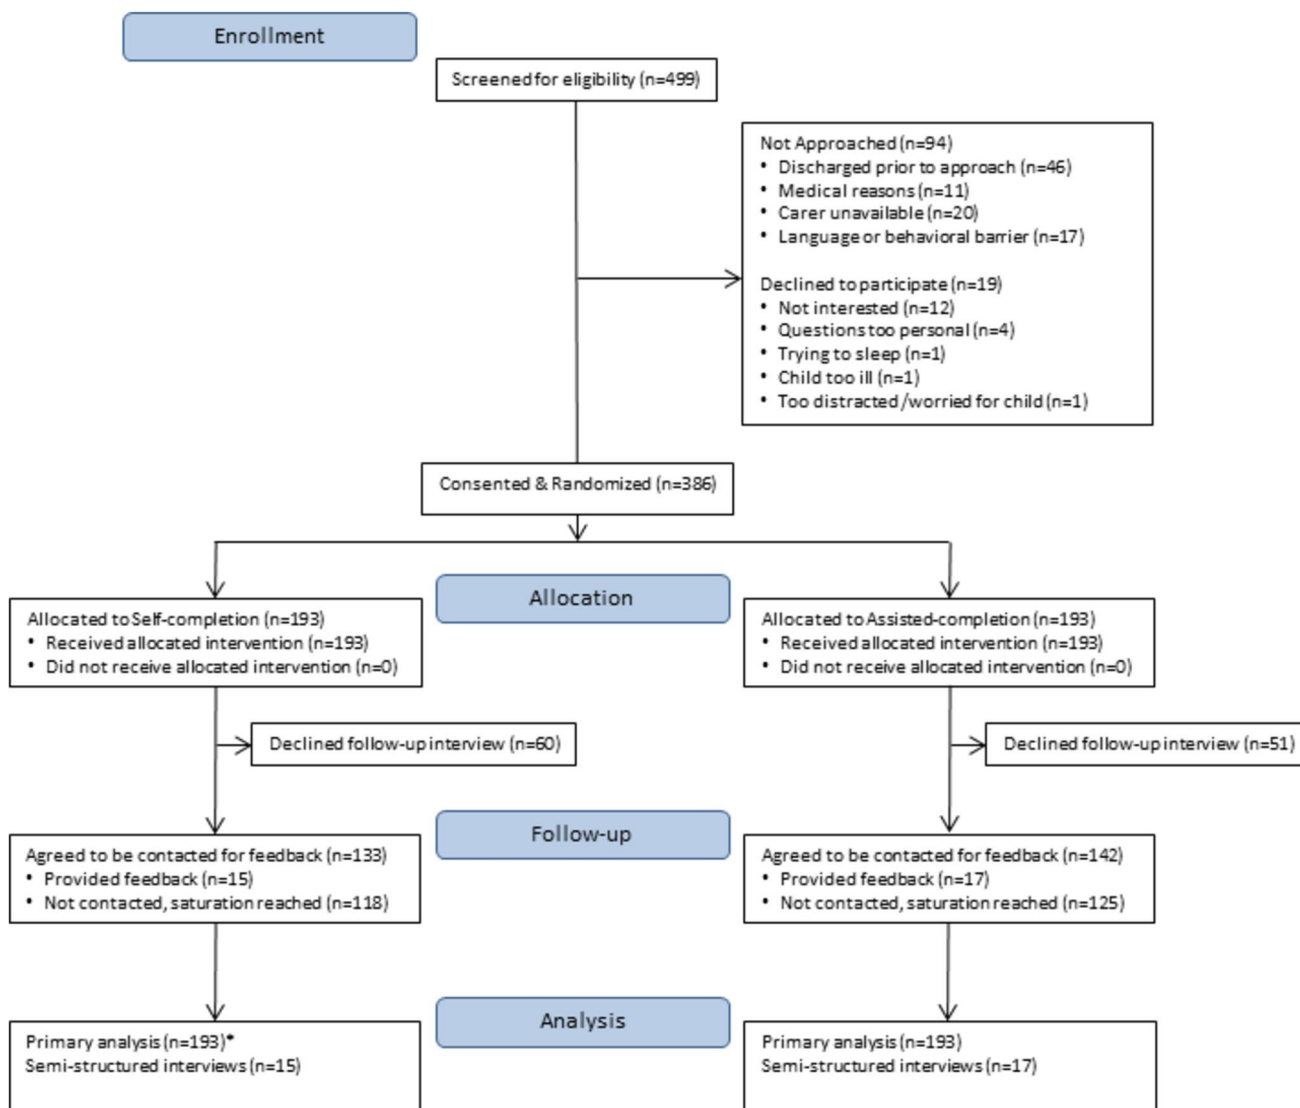 Enrollment
Screened for eligibility (n=499)
Not Approached (n=94)
• Discharged prior to approach (n=46)
• Medical reasons (n=11)
• Carer unavailable (n=20)
• Language or behavioral barrier (n=17)
Declined to participate (n=19)
• Not interested (n=12)
• Questions too personal (n=4)
• Trying to sleep (n=1)
• Child too ill (n=1)
• Too distracted/worried for child (n=1)
Consented & Randomized (n=386)
Allocation
Allocated to Self-completion (n=193)
• Received allocated intervention (n=193)
• Did not receive allocated intervention (n=0)
Allocated to Assisted-completion (n=193)
• Received allocated intervention (n=193)
• Did not receive allocated intervention (n=0)
Declined follow-up interview (n=60)
Declined follow-up interview (n=51)
Follow-up
Agreed to be contacted for feedback (n=133)
• Provided feedback (n=15)
• Not contacted, saturation reached (n=118)
Agreed to be contacted for feedback (n=142)
• Provided feedback (n=17)
• Not contacted, saturation reached (n=125)
Analysis
Primary analysis (n=193)*
Semi-structured interviews (n=15)
Primary analysis (n=193)
Semi-structured interviews (n=17)